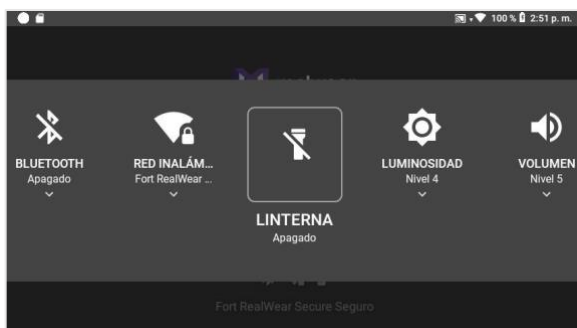 100 % 2:51 p. m.
BLUETOOTH
Apagado
RED INALÁM...
Fort RealWear ...
LINTERNA
Apagado
LUMINOSIDAD
Nivel 4
VOLUMEN
Nivel 5
Fort RealWear Secure Seguro